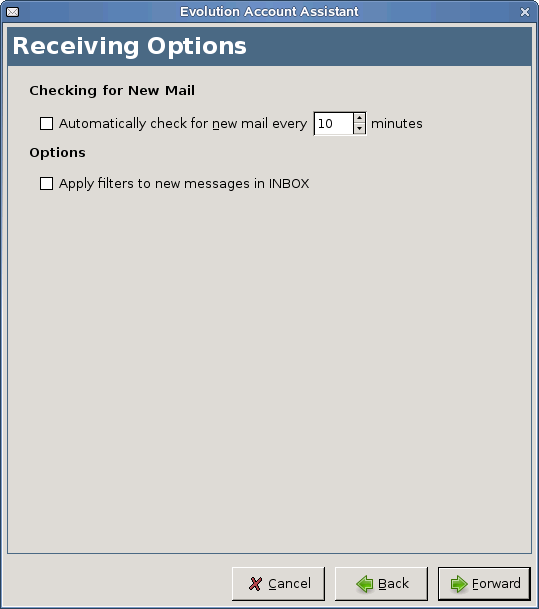 Evolution Account Assistant
Receiving Options
Checking for New Mail
Automatically check for new mail every 10 minutes
Options
Apply filters to new messages in INBOX
Cancel Back Forward